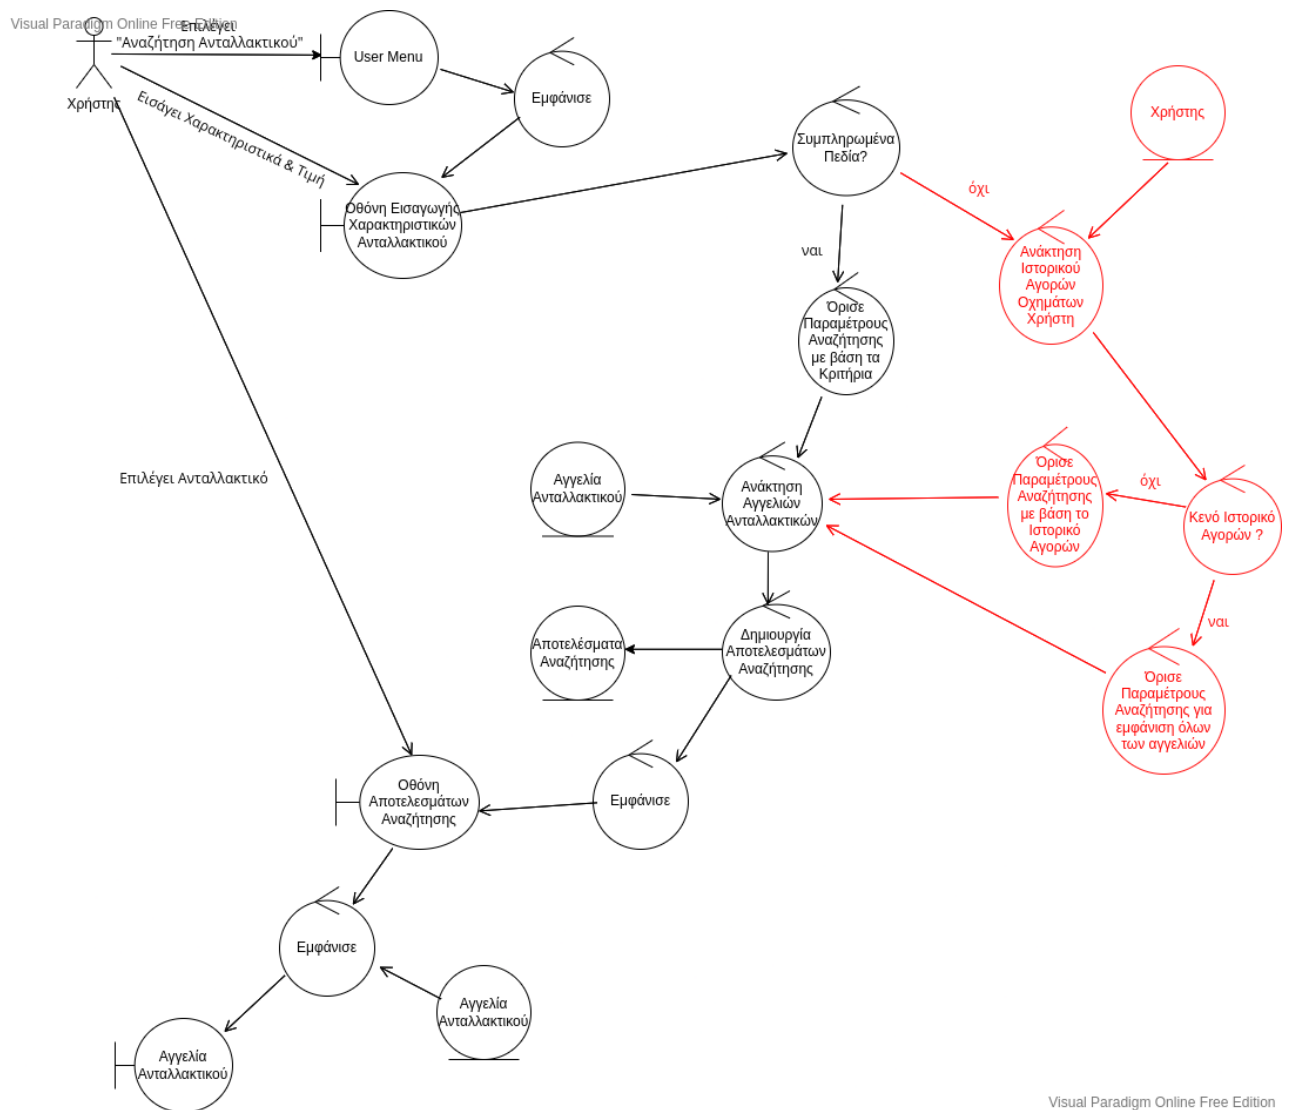 Visual Paradigm Online Free Edition
Επιλέγει
"Αναζήτηση Ανταλλακτικού"
User Menu
Εμφάνισε
Χρήστης
Εισάγει Χαρακτηριστικά & Τιμή
Συμπληρωμένα
Πεδία?
Χρήστης
όχι
Οθόνη Εισαγωγής
Χαρακτηριστικών
Ανταλλακτικού
ναι
Ανάκτηση
Ιστορικού
Αγορών
Οχημάτων
Χρήστη
Όρισε
Παραμέτρους
Αναζήτησης
με βάση τα
Κριτήρια
Επιλέγει Ανταλλακτικό
Αγγελία
Ανταλλακτικού
Ανάκτηση
Αγγελιών
Ανταλλακτικών
Όρισε
Παραμέτρους
Αναζήτησης
με βάση το
Ιστορικό
Αγορών
όχι
Κενό Ιστορικό
Αγορών ?
ναι
Αποτελέσματα
Αναζήτησης
Δημιουργία
Αποτελεσμάτων
Αναζήτησης
Όρισε
Παραμέτρους
Αναζήτησης για
εμφάνιση όλων
των αγγελιών
Οθόνη
Αποτελεσμάτων
Αναζήτησης
Εμφάνισε
Εμφάνισε
Αγγελία
Ανταλλακτικού
Αγγελία
Ανταλλακτικού
Visual Paradigm Online Free Edition